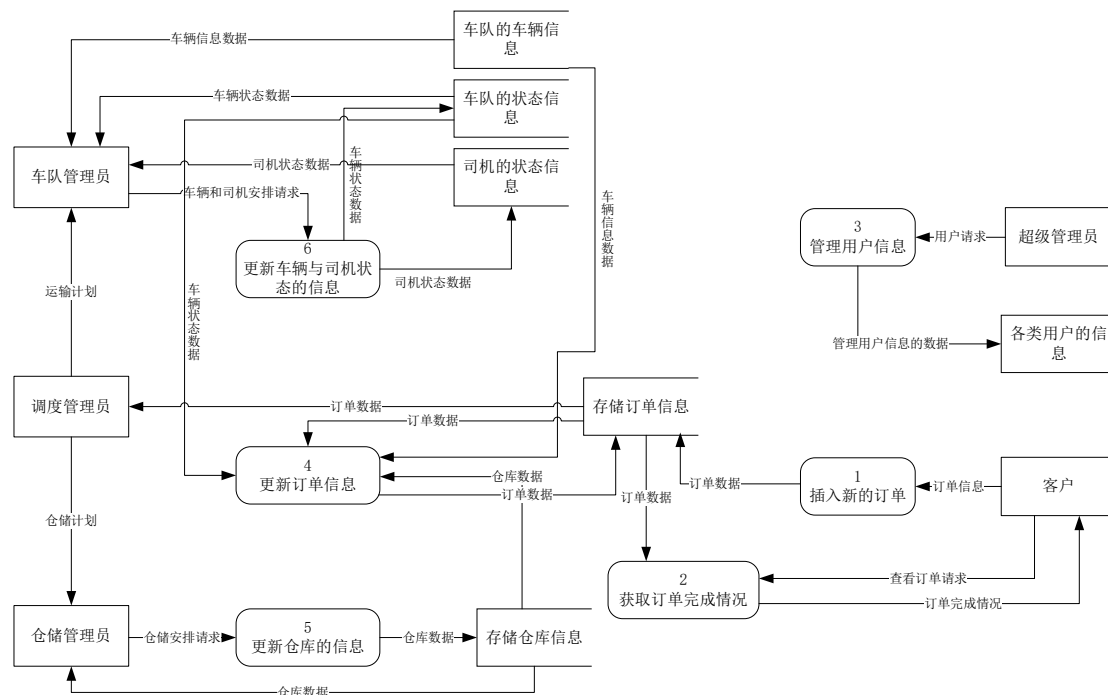 车辆信息数据
车队的车辆信
息
车辆状态数据
车队的状态信
息
车队管理员
司机状态数据
司机的状态信
息
车辆状态数据
车辆和司机安排请求
车辆信息数据
3
管理用户信息
用户请求
超级管理员
6
更新车辆与司机状
态的信息
司机状态数据
运输计划
车辆状态数据
管理用户信息的数据
各类用户的信
息
调度管理员
订单数据
存储订单信息
订单数据
4
更新订单信息
仓库数据
订单数据
订单数据
订单数据
1
插入新的订单
订单信息
客户
仓储计划
2
获取订单完成情况
查看订单请求
订单完成情况
仓储管理员
仓储安排请求
5
更新仓库的信息
仓库数据
存储仓库信息
仓库数据